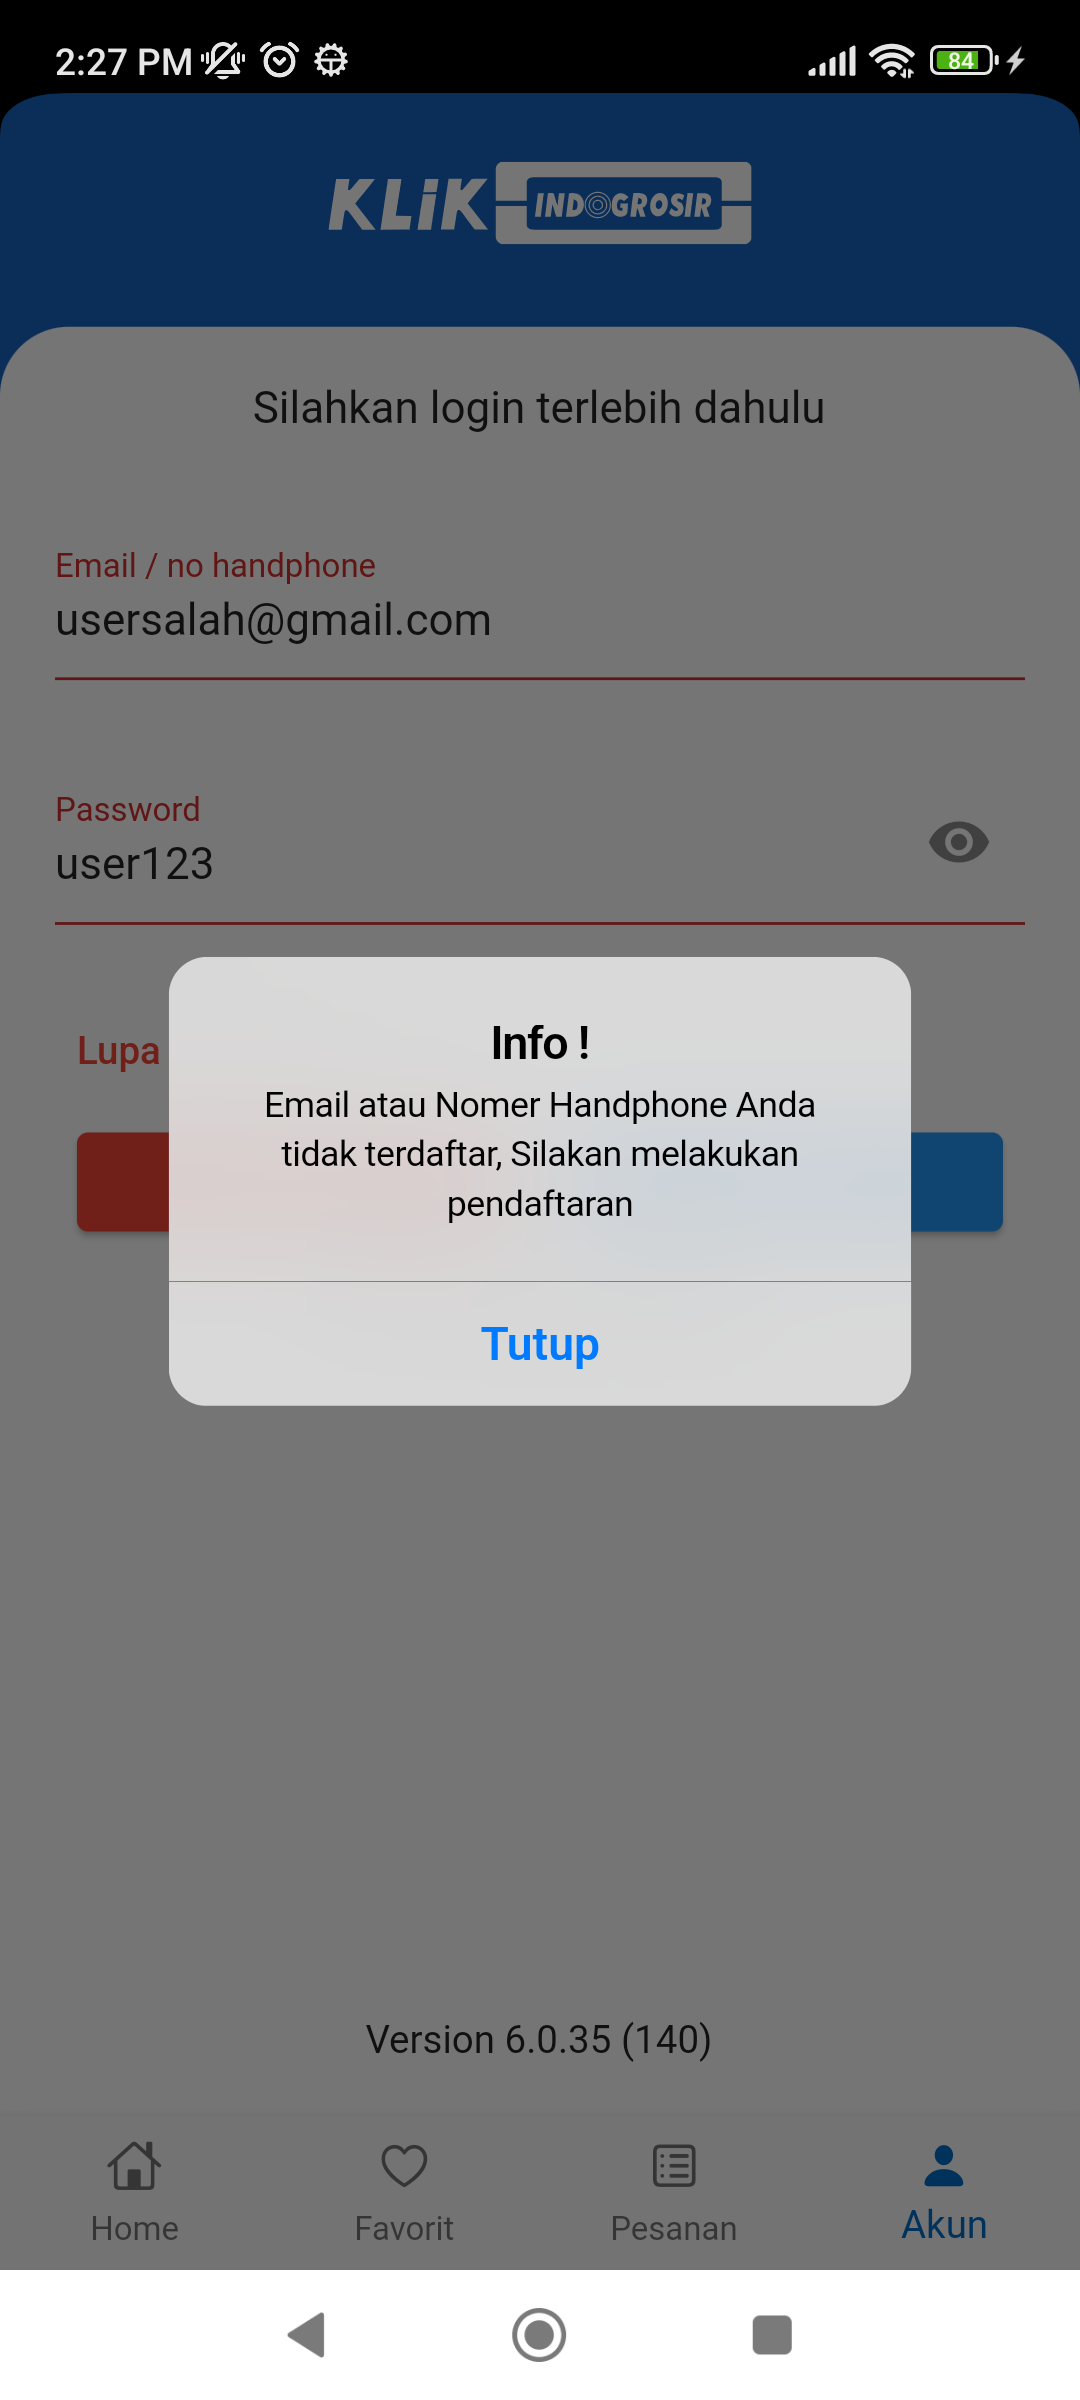 2:27 PM
84
KLiK INDOGROSIR
Silahkan login terlebih dahulu
Email / no handphone
usersalah@gmail.com
Password
user123
Lupa
Info !
Email atau Nomer Handphone Anda
tidak terdaftar, Silakan melakukan
pendaftaran
Tutup
Version 6.0.35 (140)
Home
Favorit
Pesanan
Akun